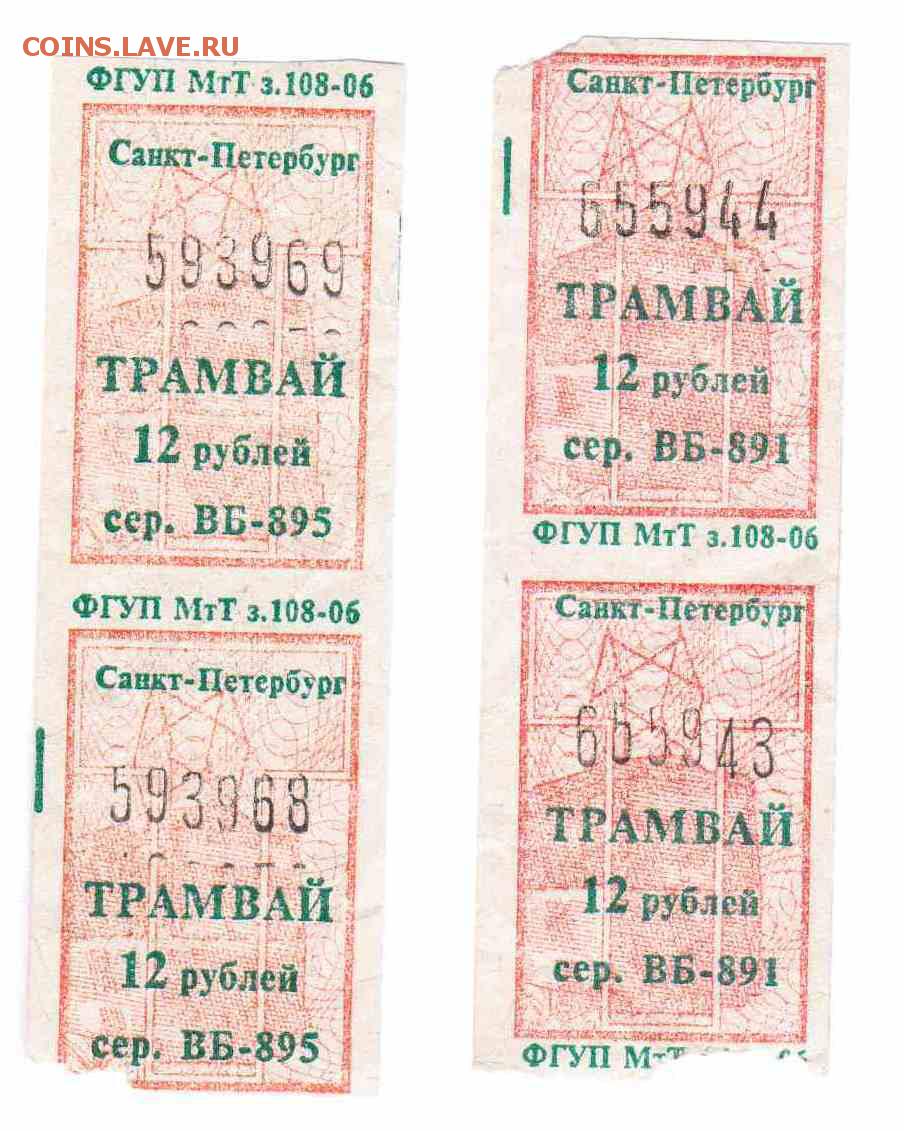 COINS.LAVE.RU
ФГУП МтТ з.108-06
Санкт-Петербург
593969
ТРАМВАЙ
12 рублей
сер. ВБ-895
ФГУП МтТ з.108-06
Санкт-Петербург
593968
ТРАМВАЙ
12 рублей
сер. ВБ-895
Санкт-Петербург
655944
ТРАМВАЙ
12 рублей
сер. ВБ-891
ФГУП МтТ з.108-06
Санкт-Петербург
655943
ТРАМВАЙ
12 рублей
сер. ВБ-891
ФГУП МтТ